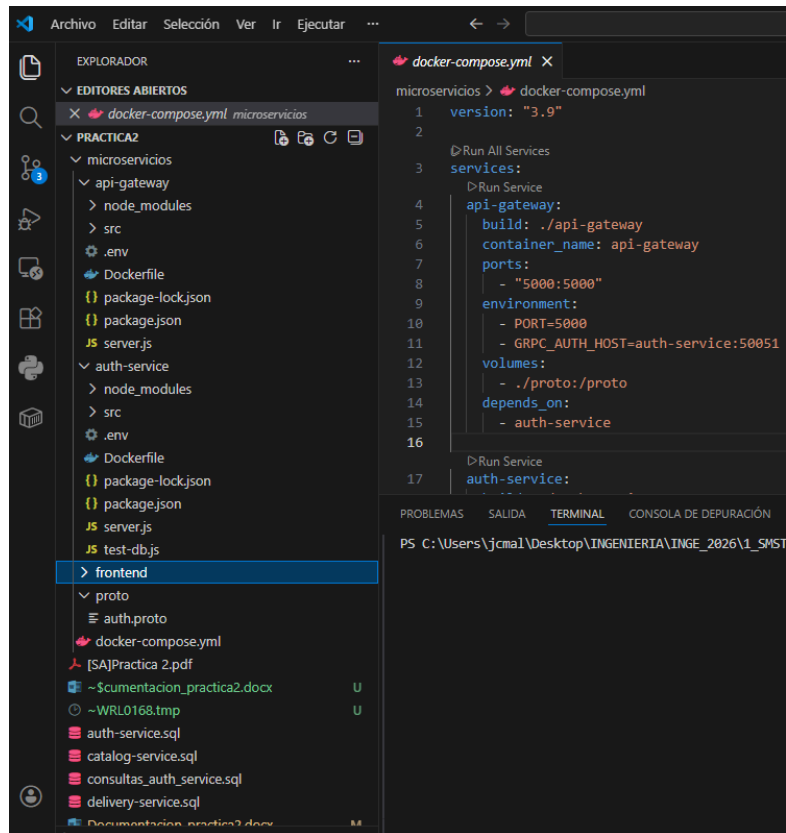 Archivo Editar Selección Ver Ir Ejecutar ···
EXPLORADOR ···
EDITORES ABIERTOS
docker-compose.yml microservicios
PRACTICA2
microservicios
api-gateway
node_modules
src
.env
Dockerfile
{} package-lock.json
{} package.json
JS server.js
auth-service
node_modules
src
.env
Dockerfile
{} package-lock.json
{} package.json
JS server.js
JS test-db.js
frontend
proto
auth.proto
docker-compose.yml
[SA]Practica 2.pdf
~$cumentacion_practica2.docx U
~WRL0168.tmp U
auth-service.sql
catalog-service.sql
consultas_auth_service.sql
delivery-service.sql
Documentacion_practica2.docx M
3
docker-compose.yml
microservicios > docker-compose.yml
1 version: "3.9"
2
Run All Services
3 services:
Run Service
4 api-gateway:
5 build: ./api-gateway
6 container_name: api-gateway
7 ports:
8 - "5000:5000"
9 environment:
10 - PORT=5000
11 - GRPC_AUTH_HOST=auth-service:50051
12 volumes:
13 - ./proto:/proto
14 depends_on:
15 - auth-service
16
Run Service
17 auth-service:
PROBLEMAS SALIDA TERMINAL CONSOLA DE DEPURACIÓN
PS C:\Users\jcmal\Desktop\INGENIERIA\INGE_2026\1_SMST